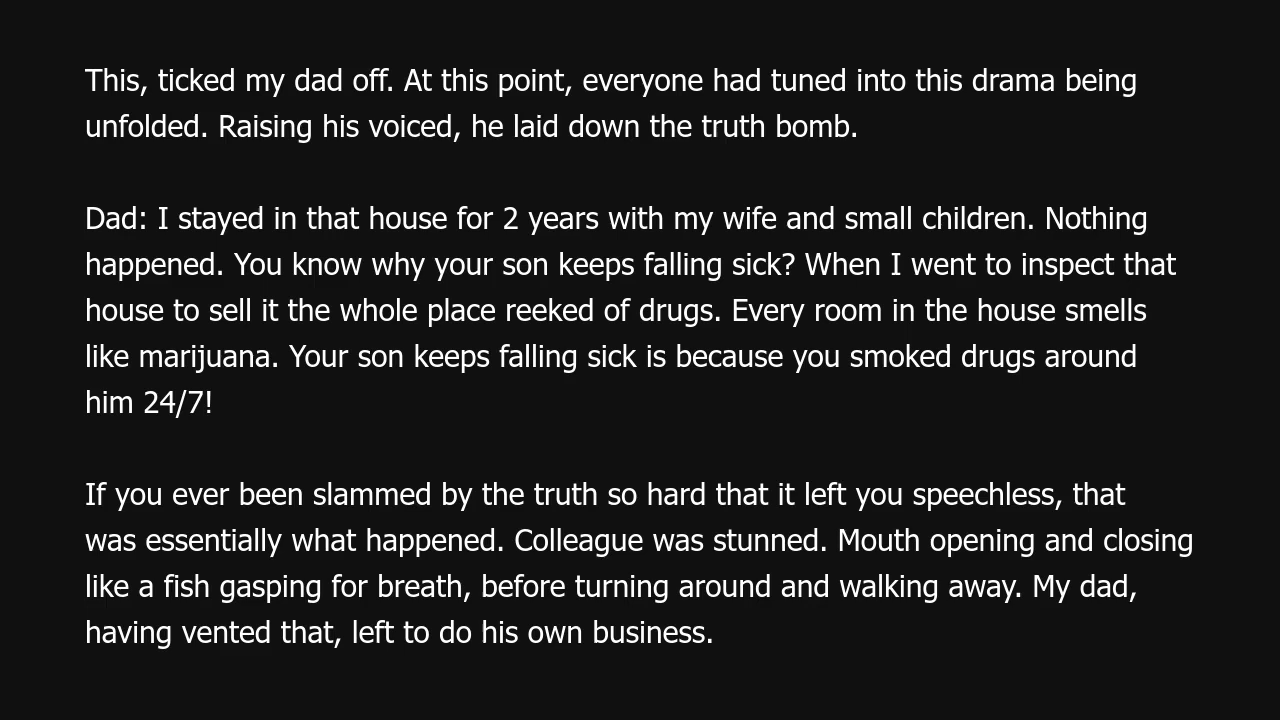 This, ticked my dad off. At this point, everyone had tuned into this drama being
unfolded. Raising his voiced, he laid down the truth bomb.
Dad: I stayed in that house for 2 years with my wife and small children. Nothing
happened. You know why your son keeps falling sick? When I went to inspect that
house to sell it the whole place reeked of drugs. Every room in the house smells
like marijuana. Your son keeps falling sick is because you smoked drugs around
him 24/7!
If you ever been slammed by the truth so hard that it left you speechless, that
was essentially what happened. Colleague was stunned. Mouth opening and closing
like a fish gasping for breath, before turning around and walking away. My dad,
having vented that, left to do his own business.